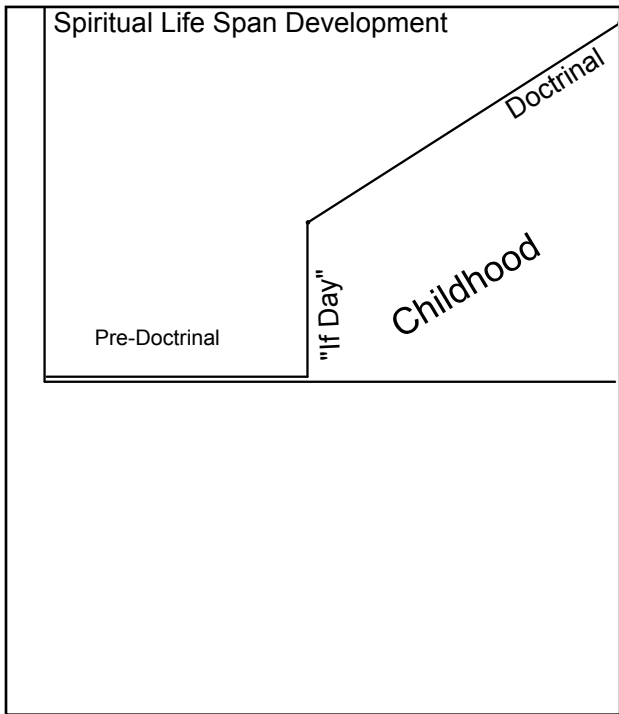 Spiritual Life Span Development
Doctrinal
Childhood
"If Day"
Pre-Doctrinal